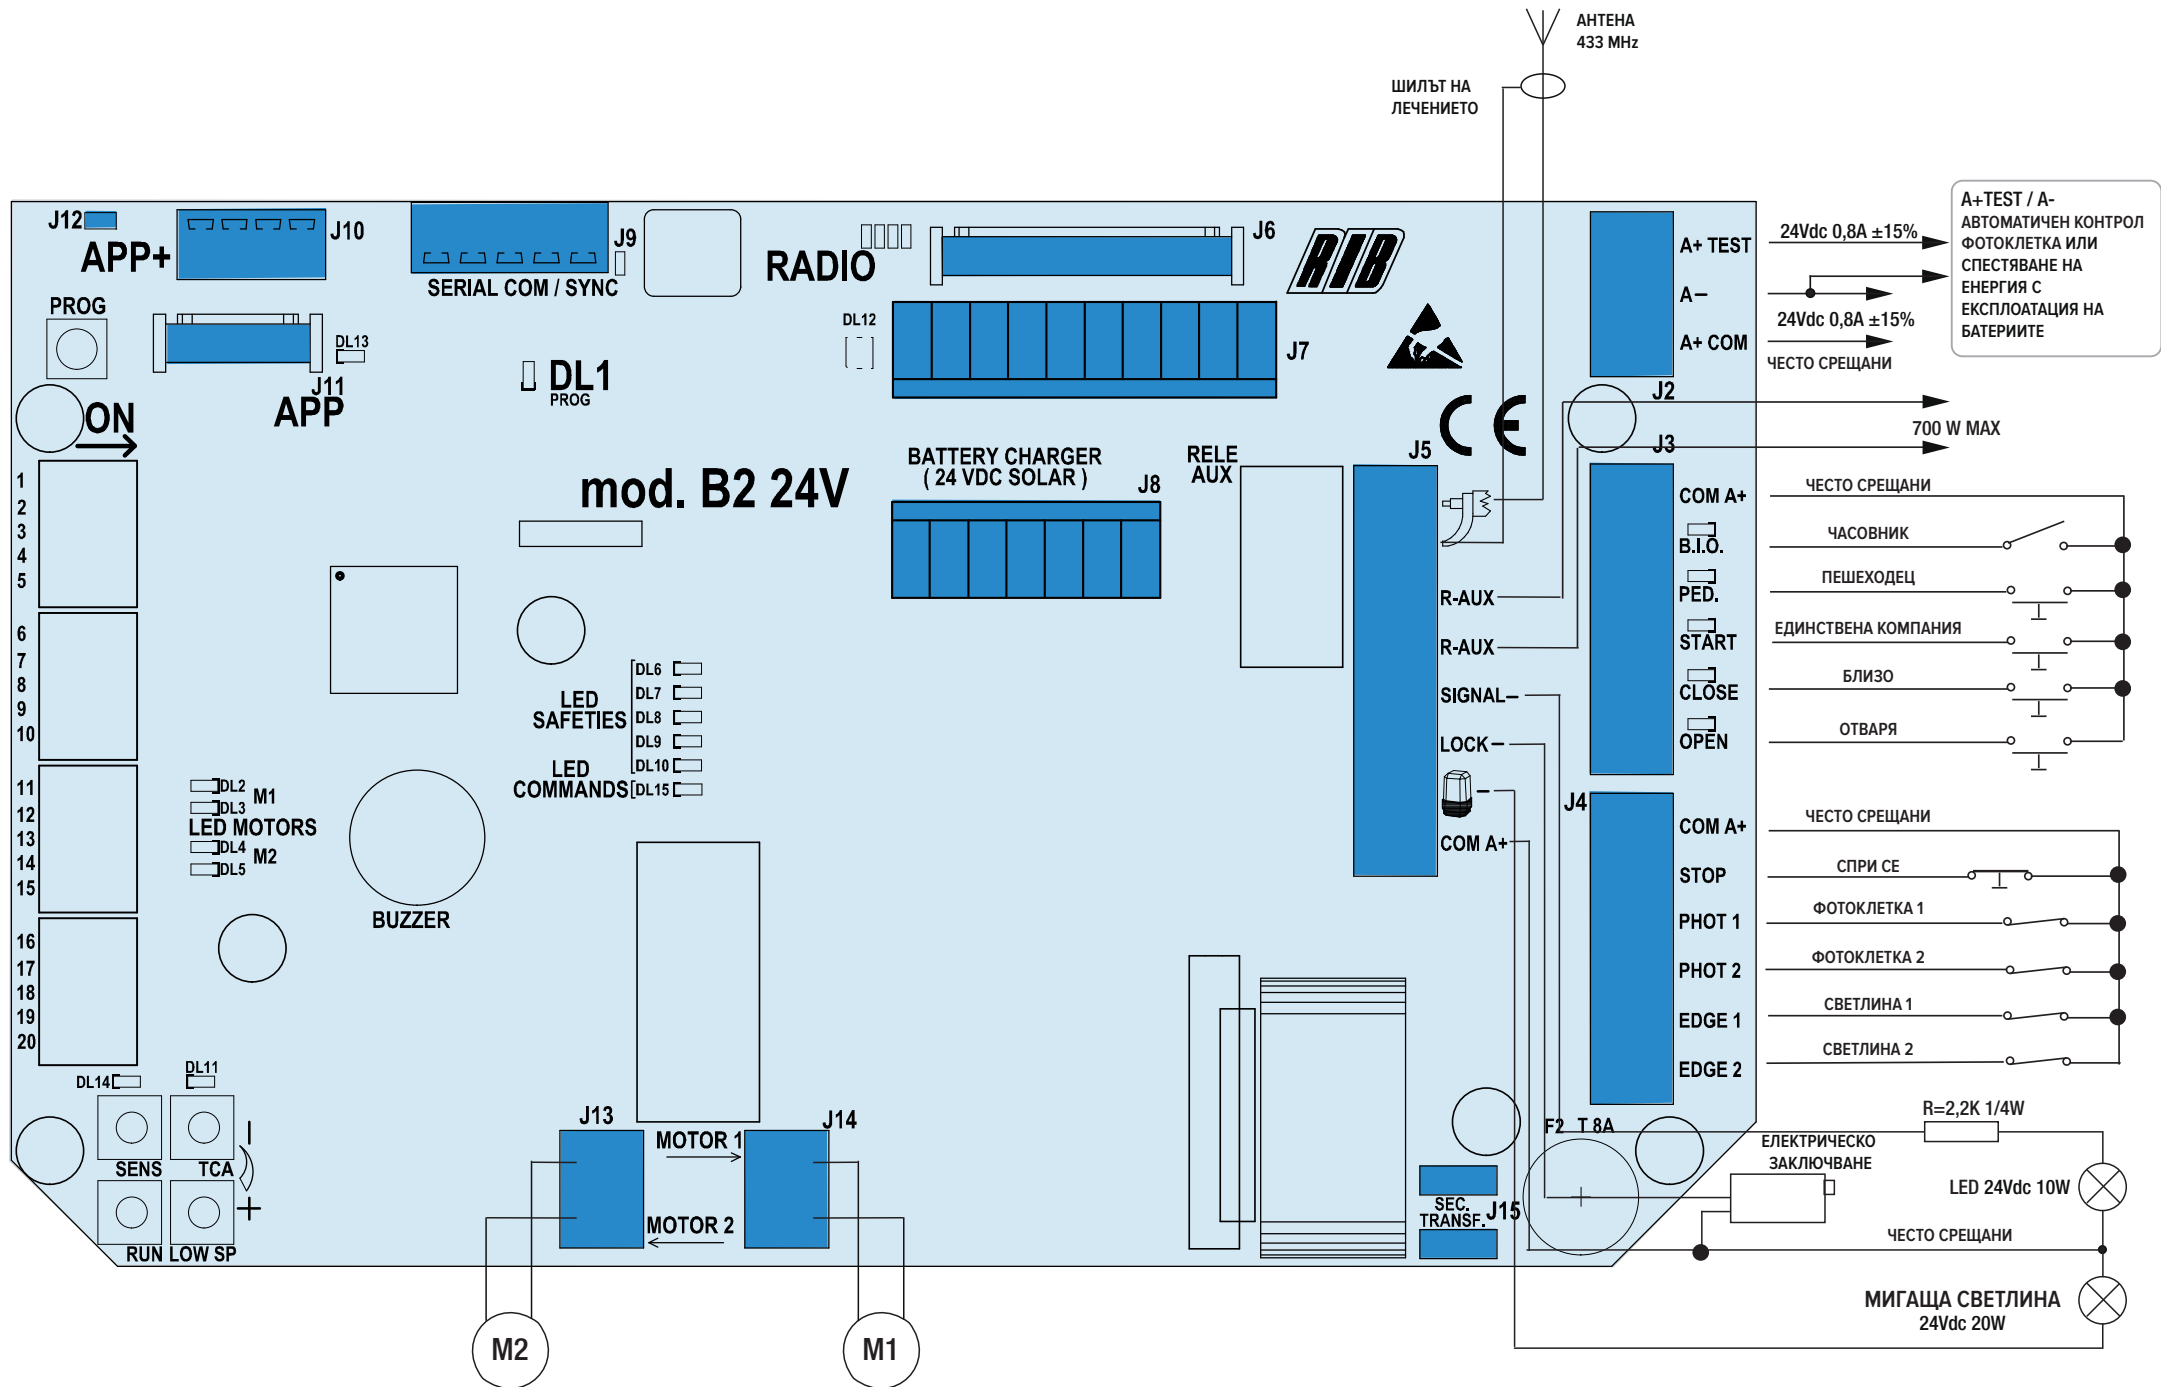 АНТЕНА
433 MHz
ШИЛЪТ НА
ЛЕЧЕНИЕТО
J12
APP+
J10
SERIAL COM / SYNC
J9
RADIO
J6
RIB
PROG
DL13
J11
APP
ON
DL1
PROG
DL12
J7
A+ TEST
A–
A+ COM
J2
24Vdc 0,8A ±15%
24Vdc 0,8A ±15%
ЧЕСТО СРЕЩАНИ
A+TEST / A-
АВТОМАТИЧЕН КОНТРОЛ
ФОТОКЛЕТКА ИЛИ
СПЕСТЯВАНЕ НА
ЕНЕРГИЯ С
ЕКСПЛОАТАЦИЯ НА
БАТЕРИИТЕ
CE
700 W MAX
mod. B2 24V
BATTERY CHARGER
( 24 VDC SOLAR )
J8
RELE
AUX
J5
J3
1
2
3
4
5
6
7
8
9
10
11
12
13
14
15
16
17
18
19
20
R-AUX
R-AUX
SIGNAL–
LOCK–
–
COM A+
COM A+
B.I.O.
PED.
START
CLOSE
OPEN
ЧЕСТО СРЕЩАНИ
ЧАСОВНИК
ПЕШЕХОДЕЦ
ЕДИНСТВЕНА КОМПАНИЯ
БЛИЗО
ОТВАРЯ
LED
SAFETIES
DL6
DL7
DL8
DL9
DL10
LED
COMMANDS
DL15
DL2
DL3
M1
LED MOTORS
DL4
DL5
M2
BUZZER
J4
COM A+
STOP
PHOT 1
PHOT 2
EDGE 1
EDGE 2
ЧЕСТО СРЕЩАНИ
СПРИ СЕ
ФОТОКЛЕТКА 1
ФОТОКЛЕТКА 2
СВЕТЛИНА 1
СВЕТЛИНА 2
DL14
DL11
SENS
TCA
–
+
RUN
LOW SP
J13
MOTOR 1
J14
MOTOR 2
SEC.
TRANSF.
J15
F2 T 8A
R=2,2K 1/4W
ЕЛЕКТРИЧЕСКО
ЗАКЛЮЧВАНЕ
LED 24Vdc 10W
ЧЕСТО СРЕЩАНИ
МИГАЩА СВЕТЛИНА
24Vdc 20W
M2
M1